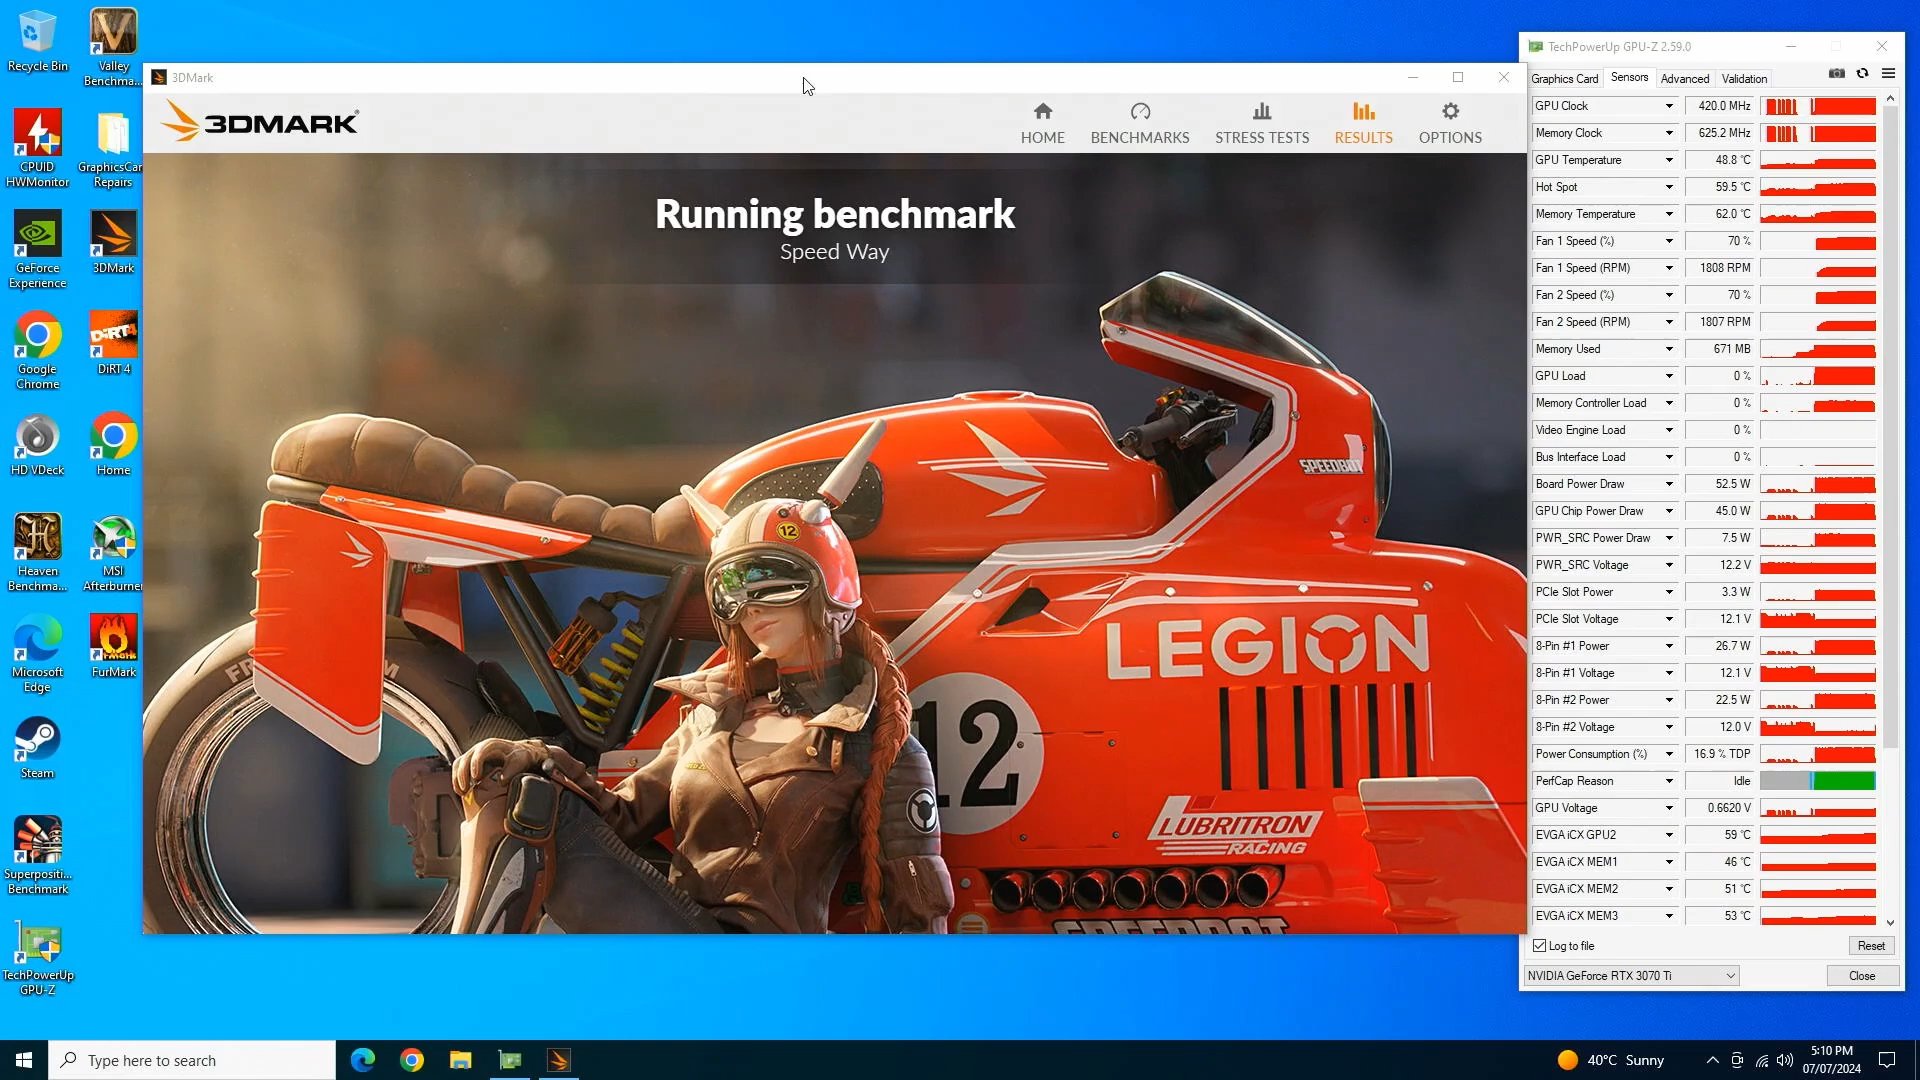 Recycle Bin
Valley
Benchma...
CPUID
HWMonitor
GraphicsCar
Repairs
GeForce
Experience
3DMark
Google
Chrome
DiRT 4
HD VDeck
Home
Heaven
Benchma...
MSI
Afterburner
Microsoft
Edge
FurMark
Steam
Superpositi...
Benchmark
TechPowerUp
GPU-Z
3DMark
3DMARK
HOME
BENCHMARKS
STRESS TESTS
RESULTS
OPTIONS
Running benchmark
Speed Way
SPEEDBOT
12
LEGION
12
LUBRITRON
RACING
SPEEDBOT
TechPowerUp GPU-Z 2.59.0
Graphics Card
Sensors
Advanced
Validation
GPU Clock 420.0 MHz
Memory Clock 625.2 MHz
GPU Temperature 48.8 °C
Hot Spot 59.5 °C
Memory Temperature 62.0 °C
Fan 1 Speed (%) 70 %
Fan 1 Speed (RPM) 1808 RPM
Fan 2 Speed (%) 70 %
Fan 2 Speed (RPM) 1807 RPM
Memory Used 671 MB
GPU Load 0 %
Memory Controller Load 0 %
Video Engine Load 0 %
Bus Interface Load 0 %
Board Power Draw 52.5 W
GPU Chip Power Draw 45.0 W
PWR_SRC Power Draw 7.5 W
PWR_SRC Voltage 12.2 V
PCIe Slot Power 3.3 W
PCIe Slot Voltage 12.1 V
8-Pin #1 Power 26.7 W
8-Pin #1 Voltage 12.1 V
8-Pin #2 Power 22.5 W
8-Pin #2 Voltage 12.0 V
Power Consumption (%) 16.9 % TDP
PerfCap Reason Idle
GPU Voltage 0.6620 V
EVGA iCX GPU2 59 °C
EVGA iCX MEM1 46 °C
EVGA iCX MEM2 51 °C
EVGA iCX MEM3 53 °C
Log to file
Reset
NVIDIA GeForce RTX 3070 Ti
Close
Type here to search
40°C Sunny
5:10 PM
07/07/2024